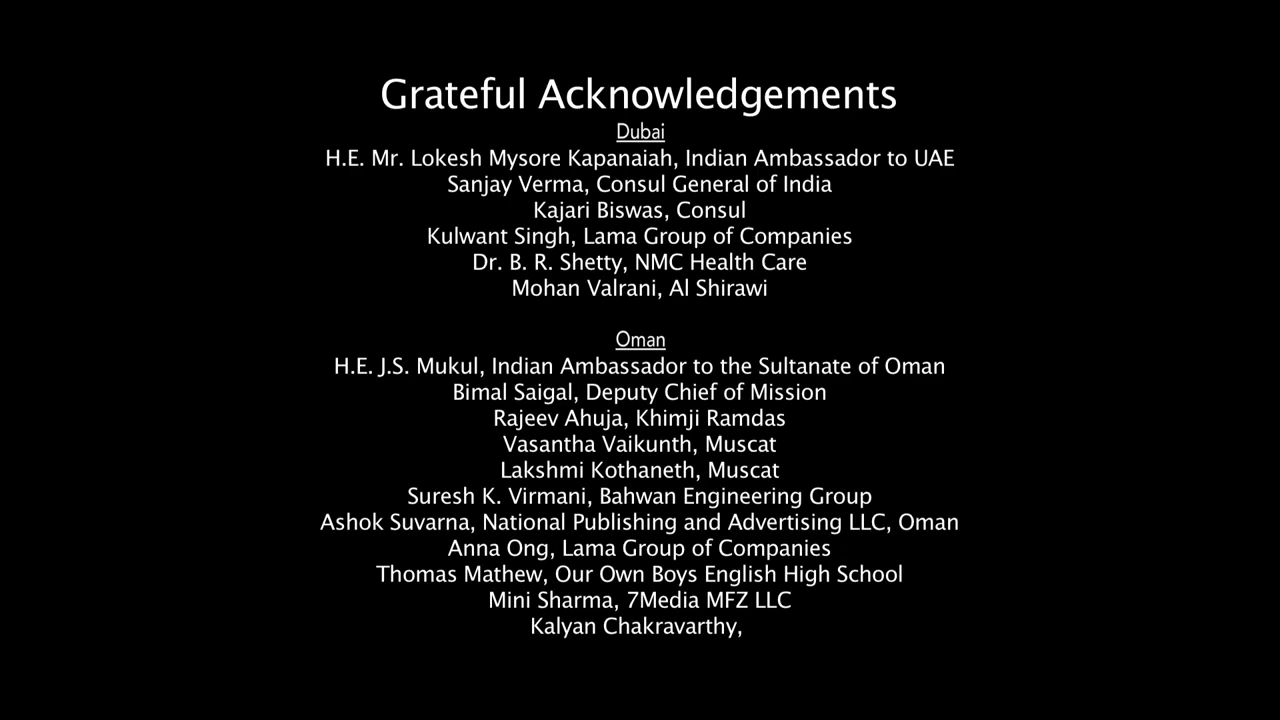 Grateful Acknowledgements
Dubai
H.E. Mr. Lokesh Mysore Kapanaiah, Indian Ambassador to UAE
Sanjay Verma, Consul General of India
Kajari Biswas, Consul
Kulwant Singh, Lama Group of Companies
Dr. B. R. Shetty, NMC Health Care
Mohan Valrani, Al Shirawi
Oman
H.E. J.S. Mukul, Indian Ambassador to the Sultanate of Oman
Bimal Saigal, Deputy Chief of Mission
Rajeev Ahuja, Khimji Ramdas
Vasantha Vaikunth, Muscat
Lakshmi Kothaneth, Muscat
Suresh K. Virmani, Bahwan Engineering Group
Ashok Suvarna, National Publishing and Advertising LLC, Oman
Anna Ong, Lama Group of Companies
Thomas Mathew, Our Own Boys English High School
Mini Sharma, 7Media MFZ LLC
Kalyan Chakravarthy,